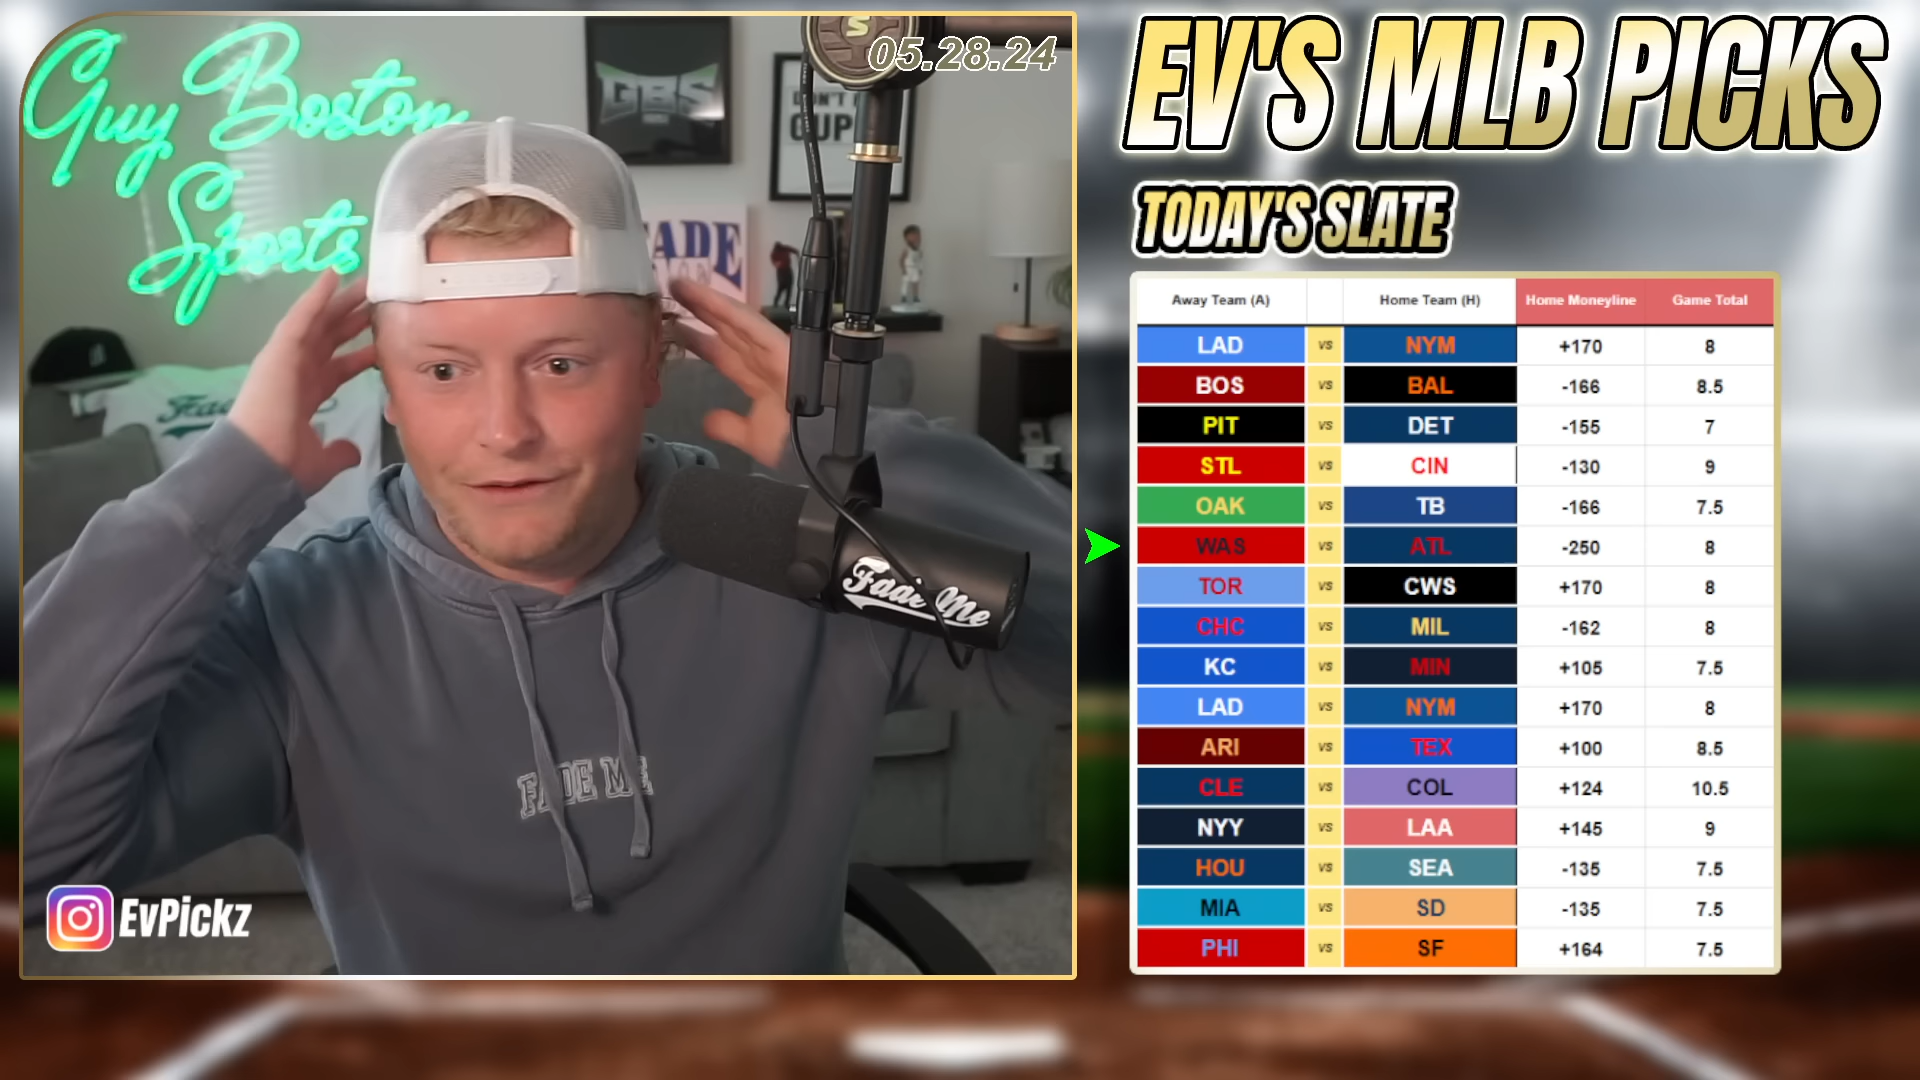 Guy Boston
Sports
05.28.24
GBS
DON'T
CUP
FADE
ME
Fade Me
FADE ME
EvPickz
EV'S MLB PICKS
TODAY'S SLATE
Away Team (A) Home Team (H) Home Moneyline Game Total
LAD vs NYM +170 8
BOS vs BAL -166 8.5
PIT vs DET -155 7
STL vs CIN -130 9
OAK vs TB -166 7.5
WAS vs ATL -250 8
TOR vs CWS +170 8
CHC vs MIL -162 8
KC vs MIN +105 7.5
LAD vs NYM +170 8
ARI vs TEX +100 8.5
CLE vs COL +124 10.5
NYY vs LAA +145 9
HOU vs SEA -135 7.5
MIA vs SD -135 7.5
PHI vs SF +164 7.5